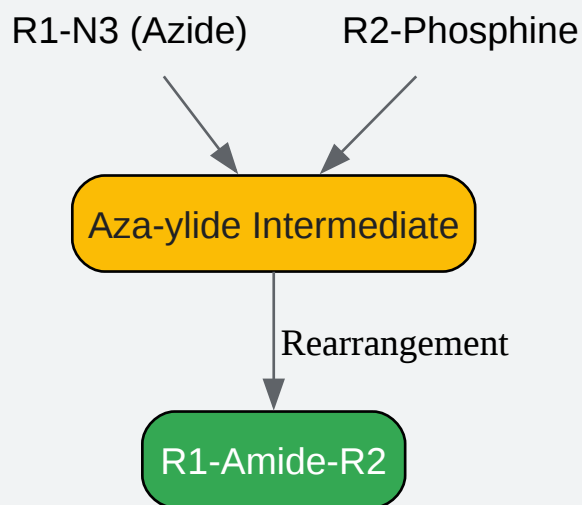 R1-N3 (Azide)
R2-Phosphine
Aza-ylide Intermediate
Rearrangement
R1-Amide-R2